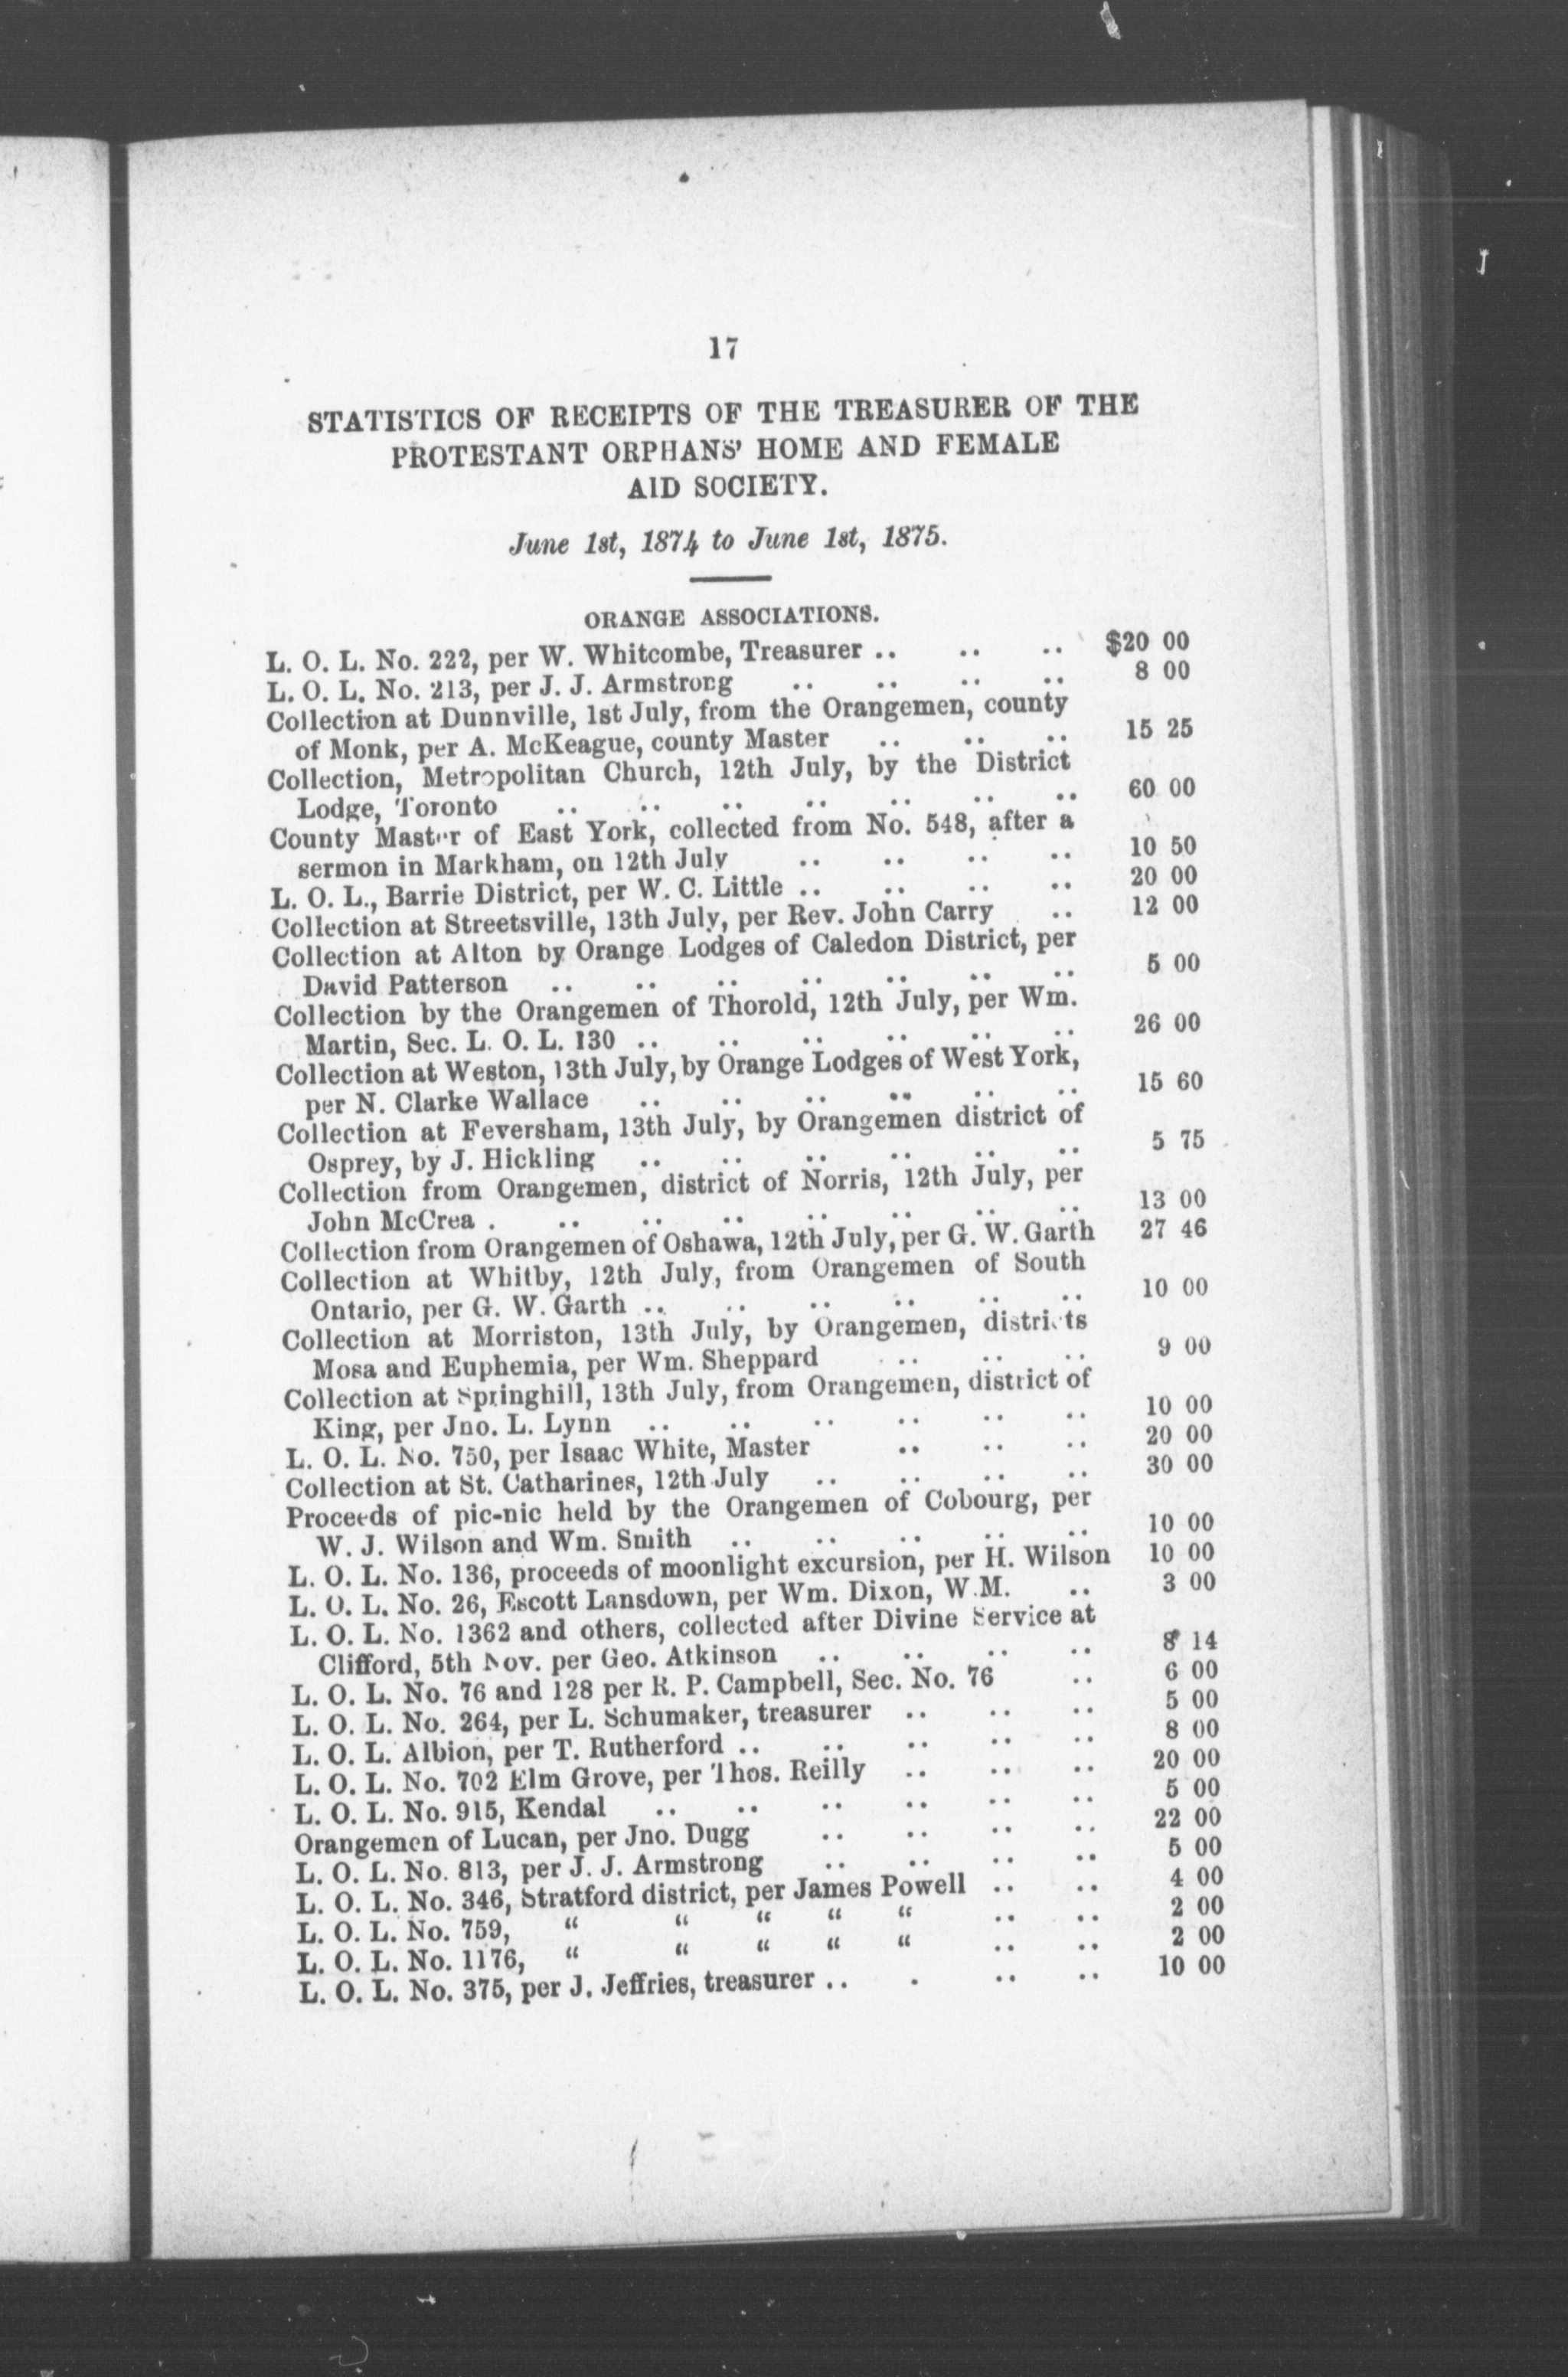 17
STATISTICS OF RECEIPTS OF THE TREASURER OF THE
PROTESTANT ORPHANS' HOME AND FEMALE
AID SOCIETY.
June 1st, 1874 to June 1st, 1875.
ORANGE ASSOCIATIONS.
L. O. L. No. 222, per W. Whitcombe, Treasurer .. .. .. $20 00
L. O. L. No. 213, per J. J. Armstrong .. .. .. .. 8 00
Collection at Dunnville, 1st July, from the Orangemen, county
of Monk, per A. McKeague, county Master .. .. .. 15 25
Collection, Metropolitan Church, 12th July, by the District
Lodge, Toronto .. .. .. .. .. .. .. 60 00
County Master of East York, collected from No. 548, after a
sermon in Markham, on 12th July .. .. .. .. 10 50
L. O. L., Barrie District, per W. C. Little .. .. .. .. 20 00
Collection at Streetsville, 13th July, per Rev. John Carry .. 12 00
Collection at Alton by Orange Lodges of Caledon District, per
David Patterson .. .. .. .. .. .. .. 5 00
Collection by the Orangemen of Thorold, 12th July, per Wm.
Martin, Sec. L. O. L. 130 .. .. .. .. .. .. 26 00
Collection at Weston, 13th July, by Orange Lodges of West York,
per N. Clarke Wallace .. .. .. .. .. .. 15 60
Collection at Feversham, 13th July, by Orangemen district of
Osprey, by J. Hickling .. .. .. .. .. .. 5 75
Collection from Orangemen, district of Norris, 12th July, per
John McCrea . .. .. .. .. .. .. .. 13 00
Collection from Orangemen of Oshawa, 12th July, per G. W. Garth 27 46
Collection at Whitby, 12th July, from Orangemen of South
Ontario, per G. W. Garth .. .. .. .. .. .. 10 00
Collection at Morriston, 13th July, by Orangemen, districts
Mosa and Euphemia, per Wm. Sheppard .. .. .. 9 00
Collection at Springhill, 13th July, from Orangemen, district of
King, per Jno. L. Lynn .. .. .. .. .. .. 10 00
L. O. L. No. 750, per Isaac White, Master .. .. .. 20 00
Collection at St. Catharines, 12th July .. .. .. .. 30 00
Proceeds of pic-nic held by the Orangemen of Cobourg, per
W. J. Wilson and Wm. Smith .. .. .. .. .. 10 00
L. O. L. No. 136, proceeds of moonlight excursion, per H. Wilson 10 00
L. O. L. No. 26, Escott Lansdown, per Wm. Dixon, W.M. .. 3 00
L. O. L. No. 1362 and others, collected after Divine Service at
Clifford, 5th Nov. per Geo. Atkinson .. .. .. .. 8 14
L. O. L. No. 76 and 128 per R. P. Campbell, Sec. No. 76 .. 6 00
L. O. L. No. 264, per L. Schumaker, treasurer .. .. .. 5 00
L. O. L. Albion, per T. Rutherford .. .. .. .. .. 8 00
L. O. L. No. 702 Elm Grove, per Thos. Reilly .. .. .. 20 00
L. O. L. No. 915, Kendal .. .. .. .. .. .. 5 00
Orangemen of Lucan, per Jno. Dugg .. .. .. .. 22 00
L. O. L. No. 813, per J. J. Armstrong .. .. .. .. 5 00
L. O. L. No. 346, Stratford district, per James Powell .. .. 4 00
L. O. L. No. 759, " " " " " .. .. 2 00
L. O. L. No. 1176, " " " " " .. .. 2 00
L. O. L. No. 375, per J. Jeffries, treasurer .. . .. .. 10 00